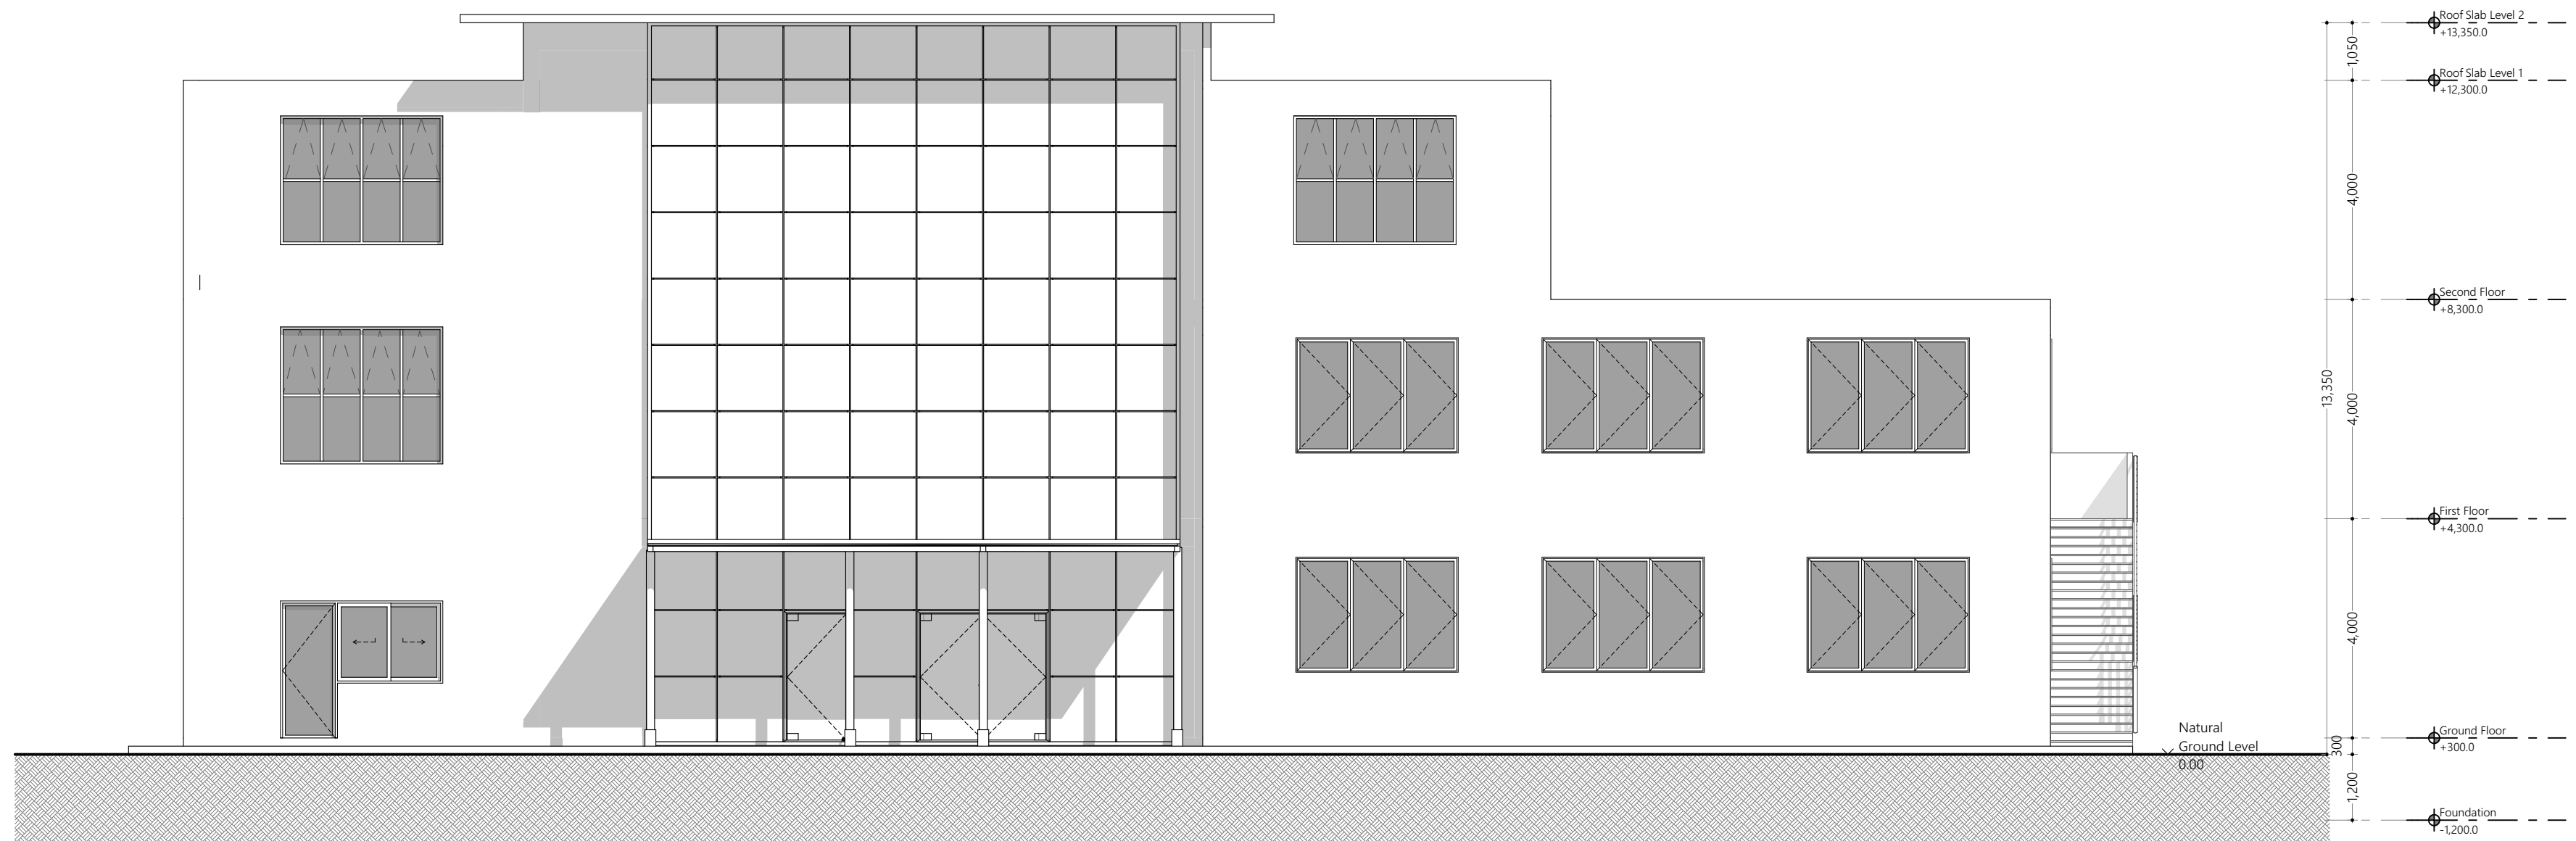 Roof Slab Level 2
+13,350.0
1,050
Roof Slab Level 1
+12,300.0
4,000
Second Floor
+8,300.0
13,350
4,000
First Floor
+4,300.0
4,000
Natural
Ground Level
0.00
Ground Floor
+300.0
300
1,200
Foundation
-1,200.0